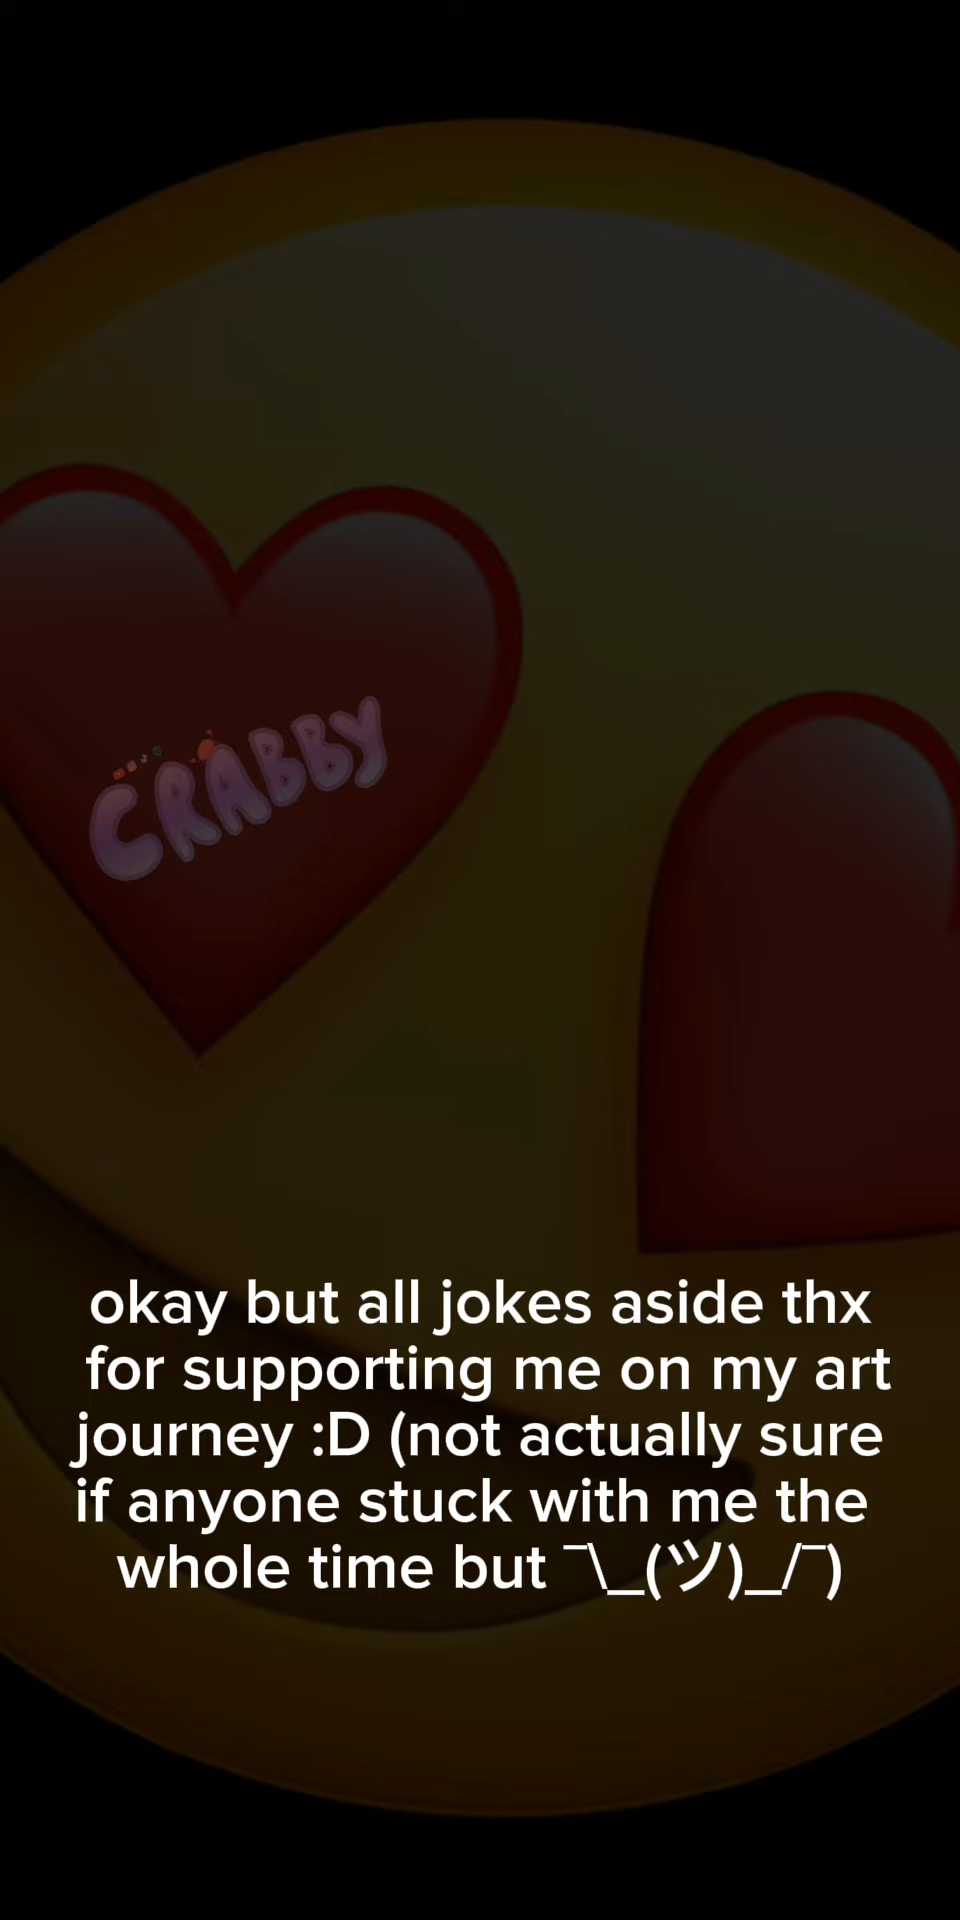 CRABBY
okay but all jokes aside thx
for supporting me on my art
journey :D (not actually sure
if anyone stuck with me the
whole time but ¯\_(ツ)_/¯)